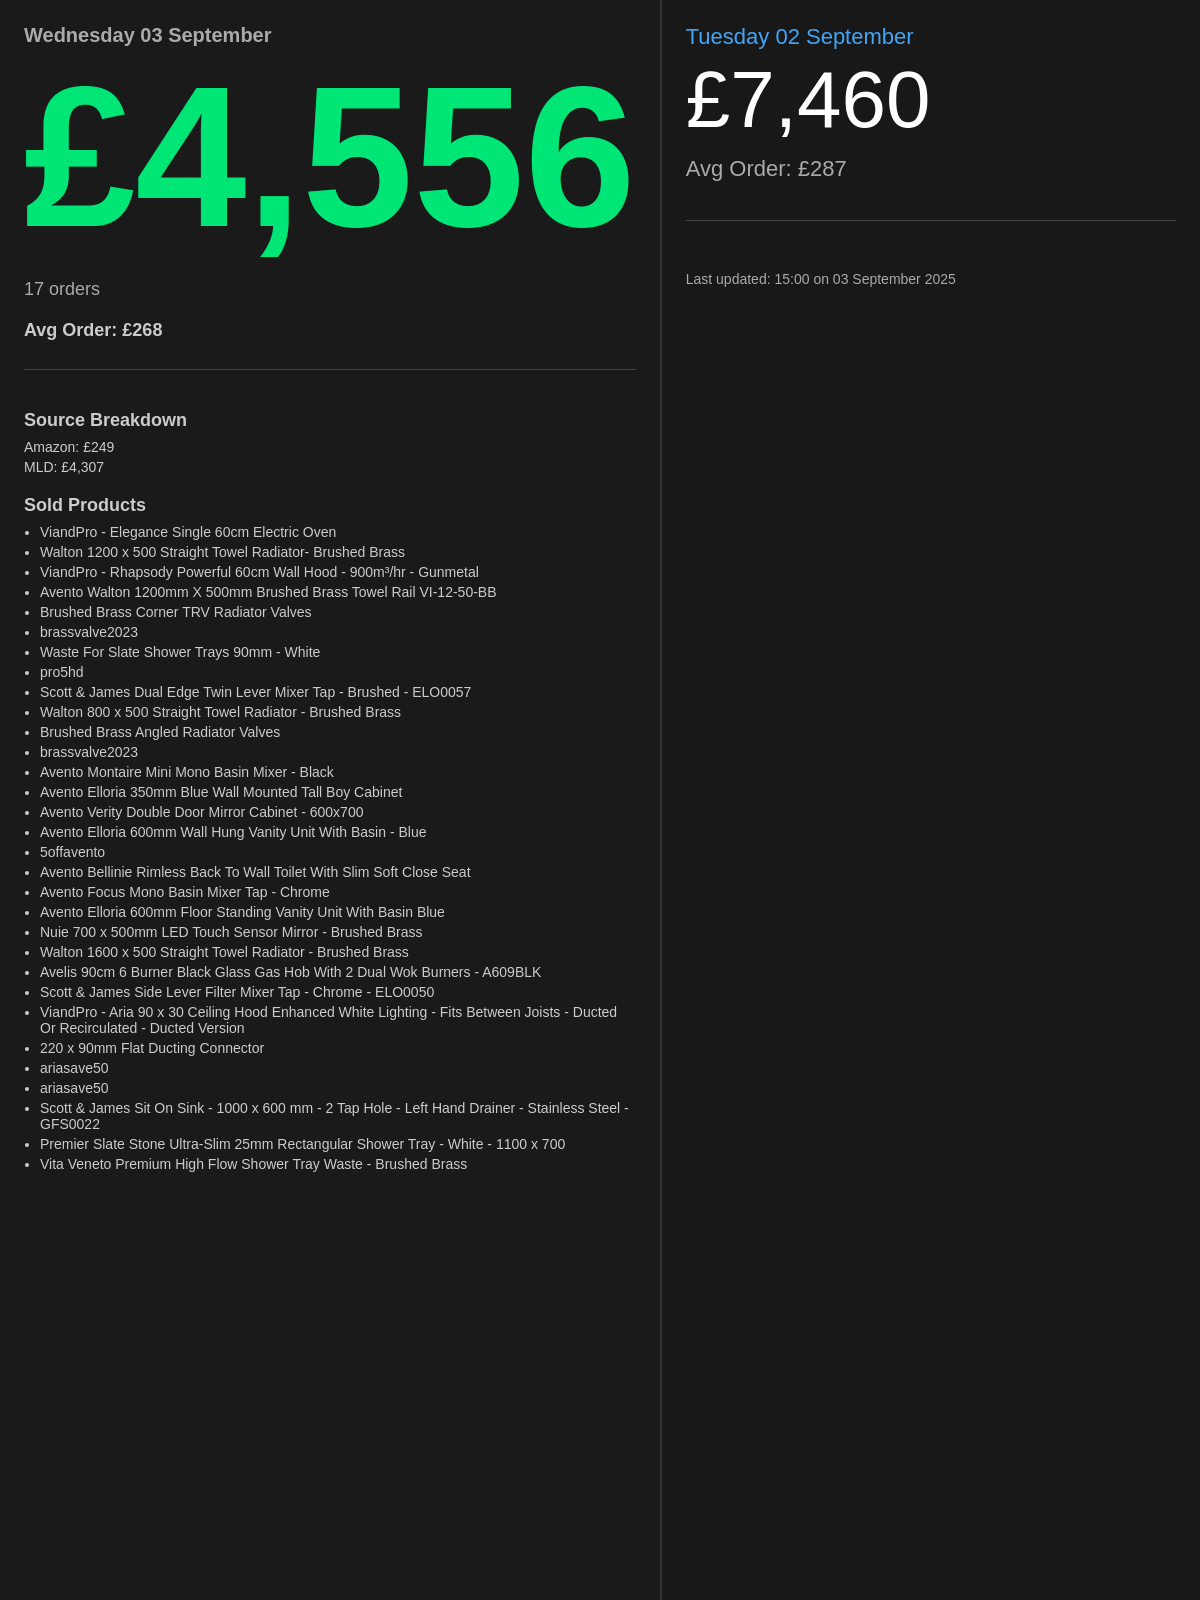 Wednesday 03 September
£4,556
17 orders
Avg Order: £268
Source Breakdown
Amazon: £249
MLD: £4,307
Sold Products
• ViandPro - Elegance Single 60cm Electric Oven
• Walton 1200 x 500 Straight Towel Radiator- Brushed Brass
• ViandPro - Rhapsody Powerful 60cm Wall Hood - 900m³/hr - Gunmetal
• Avento Walton 1200mm X 500mm Brushed Brass Towel Rail VI-12-50-BB
• Brushed Brass Corner TRV Radiator Valves
• brassvalve2023
• Waste For Slate Shower Trays 90mm - White
• pro5hd
• Scott & James Dual Edge Twin Lever Mixer Tap - Brushed - ELO0057
• Walton 800 x 500 Straight Towel Radiator - Brushed Brass
• Brushed Brass Angled Radiator Valves
• brassvalve2023
• Avento Montaire Mini Mono Basin Mixer - Black
• Avento Elloria 350mm Blue Wall Mounted Tall Boy Cabinet
• Avento Verity Double Door Mirror Cabinet - 600x700
• Avento Elloria 600mm Wall Hung Vanity Unit With Basin - Blue
• 5offavento
• Avento Bellinie Rimless Back To Wall Toilet With Slim Soft Close Seat
• Avento Focus Mono Basin Mixer Tap - Chrome
• Avento Elloria 600mm Floor Standing Vanity Unit With Basin Blue
• Nuie 700 x 500mm LED Touch Sensor Mirror - Brushed Brass
• Walton 1600 x 500 Straight Towel Radiator - Brushed Brass
• Avelis 90cm 6 Burner Black Glass Gas Hob With 2 Dual Wok Burners - A609BLK
• Scott & James Side Lever Filter Mixer Tap - Chrome - ELO0050
• ViandPro - Aria 90 x 30 Ceiling Hood Enhanced White Lighting - Fits Between Joists - Ducted
Or Recirculated - Ducted Version
• 220 x 90mm Flat Ducting Connector
• ariasave50
• ariasave50
• Scott & James Sit On Sink - 1000 x 600 mm - 2 Tap Hole - Left Hand Drainer - Stainless Steel -
GFS0022
• Premier Slate Stone Ultra-Slim 25mm Rectangular Shower Tray - White - 1100 x 700
• Vita Veneto Premium High Flow Shower Tray Waste - Brushed Brass
Tuesday 02 September
£7,460
Avg Order: £287
Last updated: 15:00 on 03 September 2025